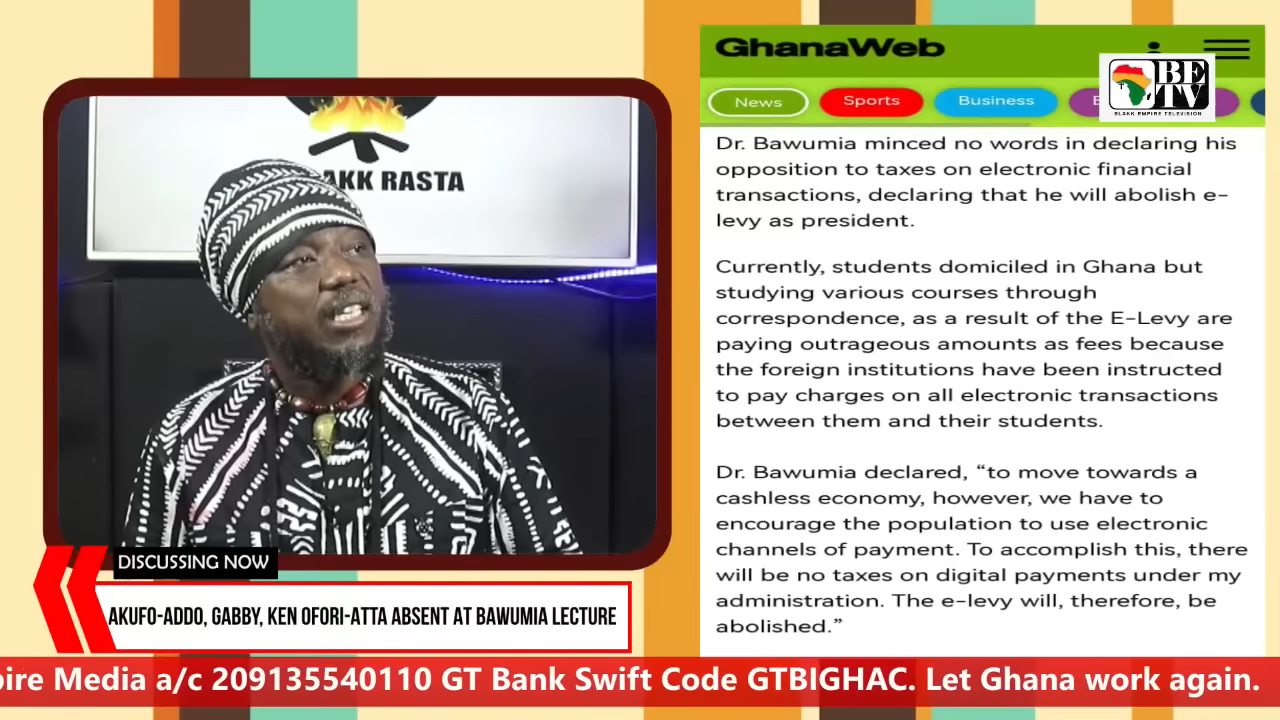 AKK RASTA
DISCUSSING NOW
AKUFO-ADDO, GABBY, KEN OFORI-ATTA ABSENT AT BAWUMIA LECTURE
GhanaWeb
News
Sports
Business
BE
TV
BLAKK EMPIRE TELEVISION
Dr. Bawumia minced no words in declaring his
opposition to taxes on electronic financial
transactions, declaring that he will abolish e-
levy as president.
Currently, students domiciled in Ghana but
studying various courses through
correspondence, as a result of the E-Levy are
paying outrageous amounts as fees because
the foreign institutions have been instructed
to pay charges on all electronic transactions
between them and their students.
Dr. Bawumia declared, “to move towards a
cashless economy, however, we have to
encourage the population to use electronic
channels of payment. To accomplish this, there
will be no taxes on digital payments under my
administration. The e-levy will, therefore, be
abolished.”
pire Media a/c 209135540110 GT Bank Swift Code GTBIGHAC. Let Ghana work again.